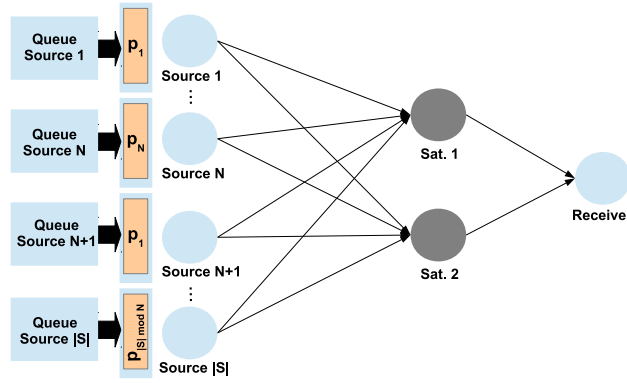 Queue
Source 1
p1
Source 1
...
Queue
Source N
pN
Source N
Queue
Source N+1
p1
Source N+1
...
Queue
Source |S|
p|S| mod N
Source |S|
Sat. 1
Sat. 2
Receive